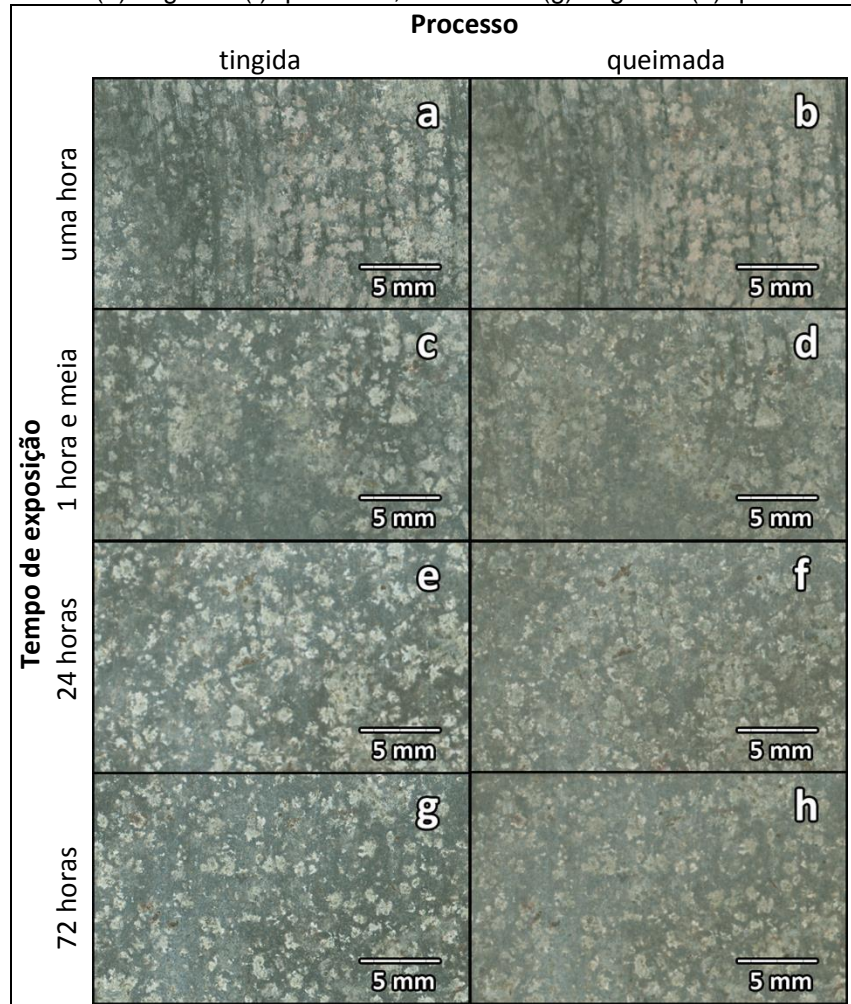 Processo
tingida queimada
uma hora
a
5 mm
b
5 mm
1 hora e meia
c
5 mm
d
5 mm
Tempo de exposição
24 horas
e
5 mm
f
5 mm
72 horas
g
5 mm
h
5 mm